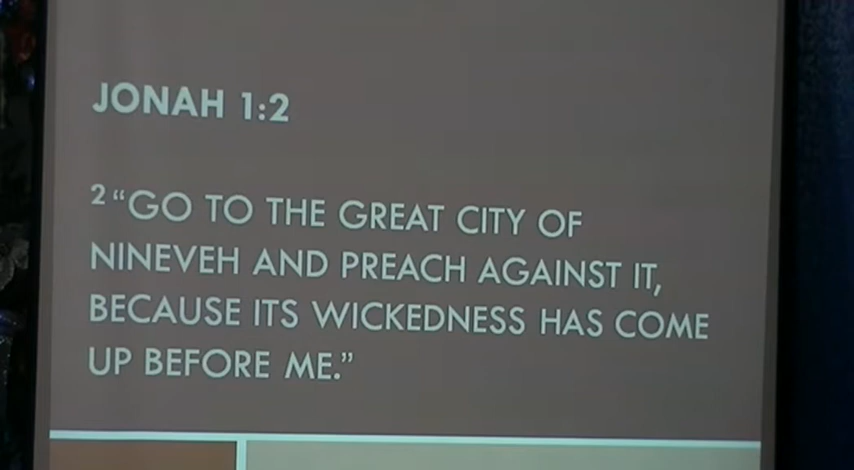 JONAH 1:2
2 “GO TO THE GREAT CITY OF
NINEVEH AND PREACH AGAINST IT,
BECAUSE ITS WICKEDNESS HAS COME
UP BEFORE ME.”